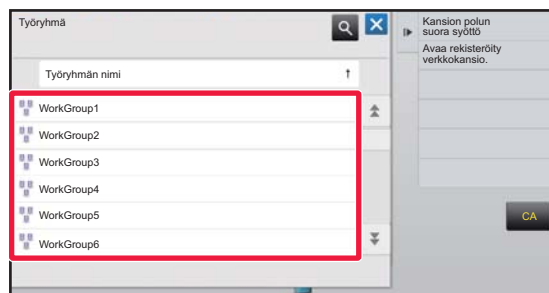 Työryhmä
Työryhmän nimi
WorkGroup1
WorkGroup2
WorkGroup3
WorkGroup4
WorkGroup5
WorkGroup6
Kansion polun
suora syöttö
Avaa rekisteröity
verkkokansio.
CA